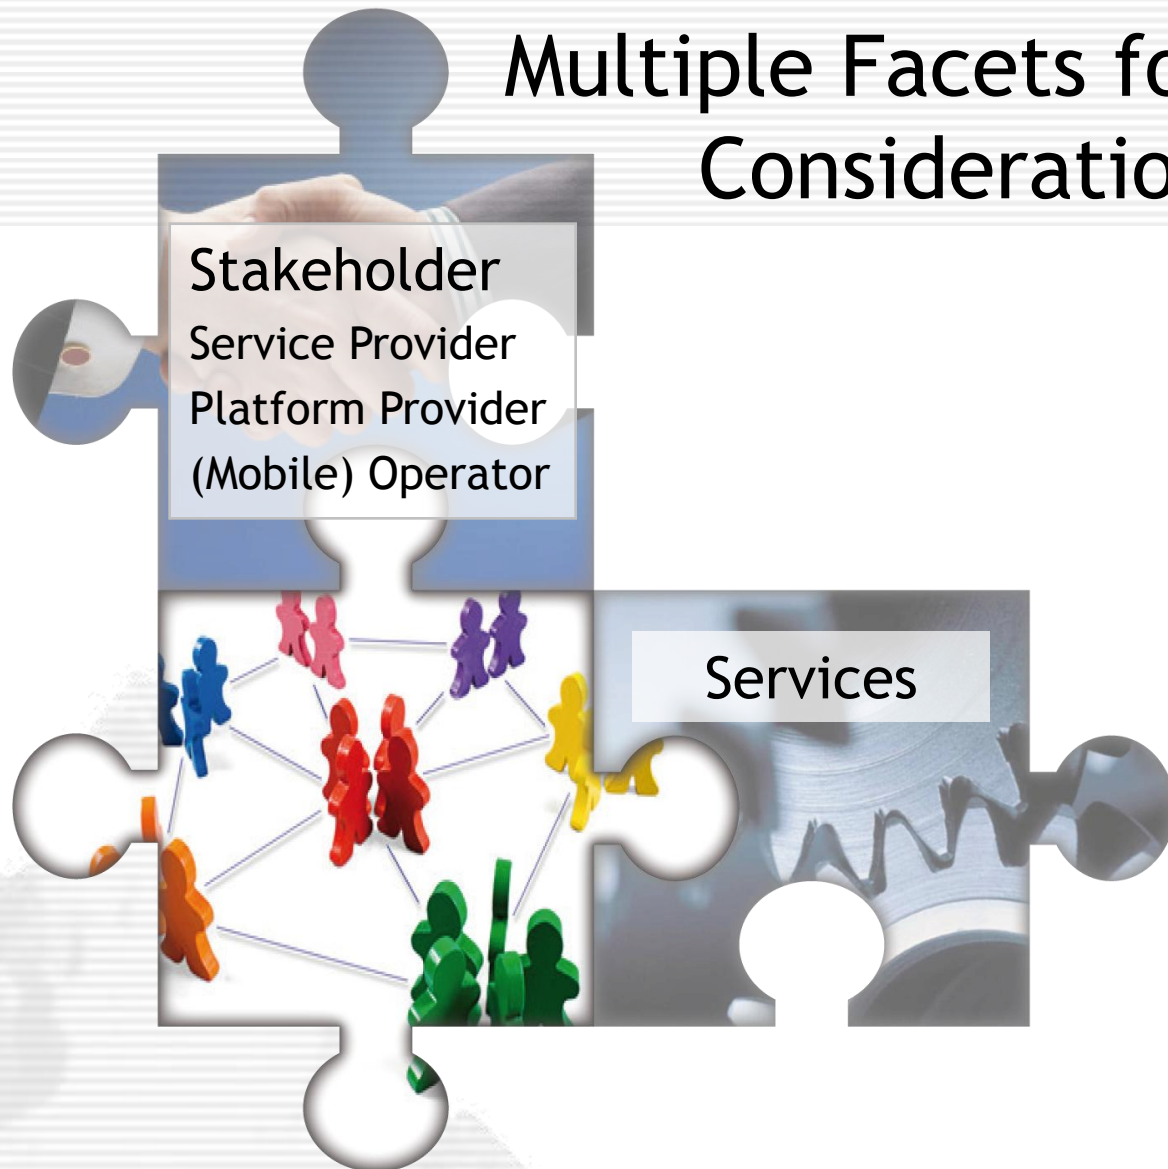 Multiple Facets fo
Consideratio
Stakeholder
Service Provider
Platform Provider
(Mobile) Operator
Services